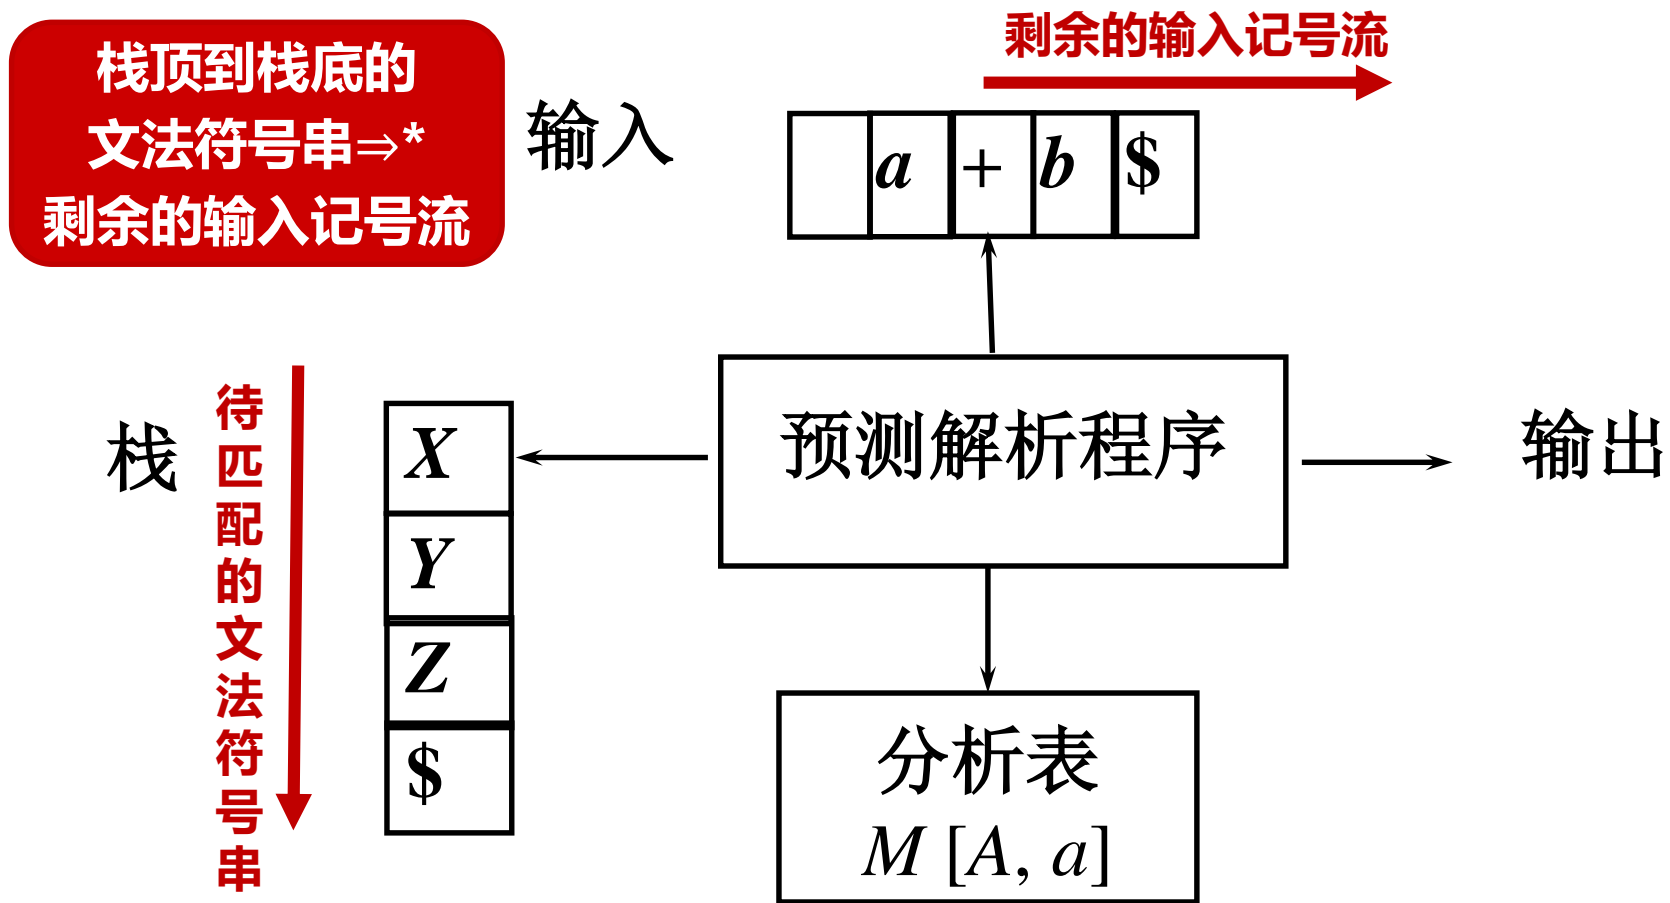 剩余的输入记号流
栈顶到栈底的
文法符号串⇒*
剩余的输入记号流
输入
a + b $
栈
待匹配的文法符号串
X
Y
Z
$
预测解析程序
输出
分析表
M [A, a]